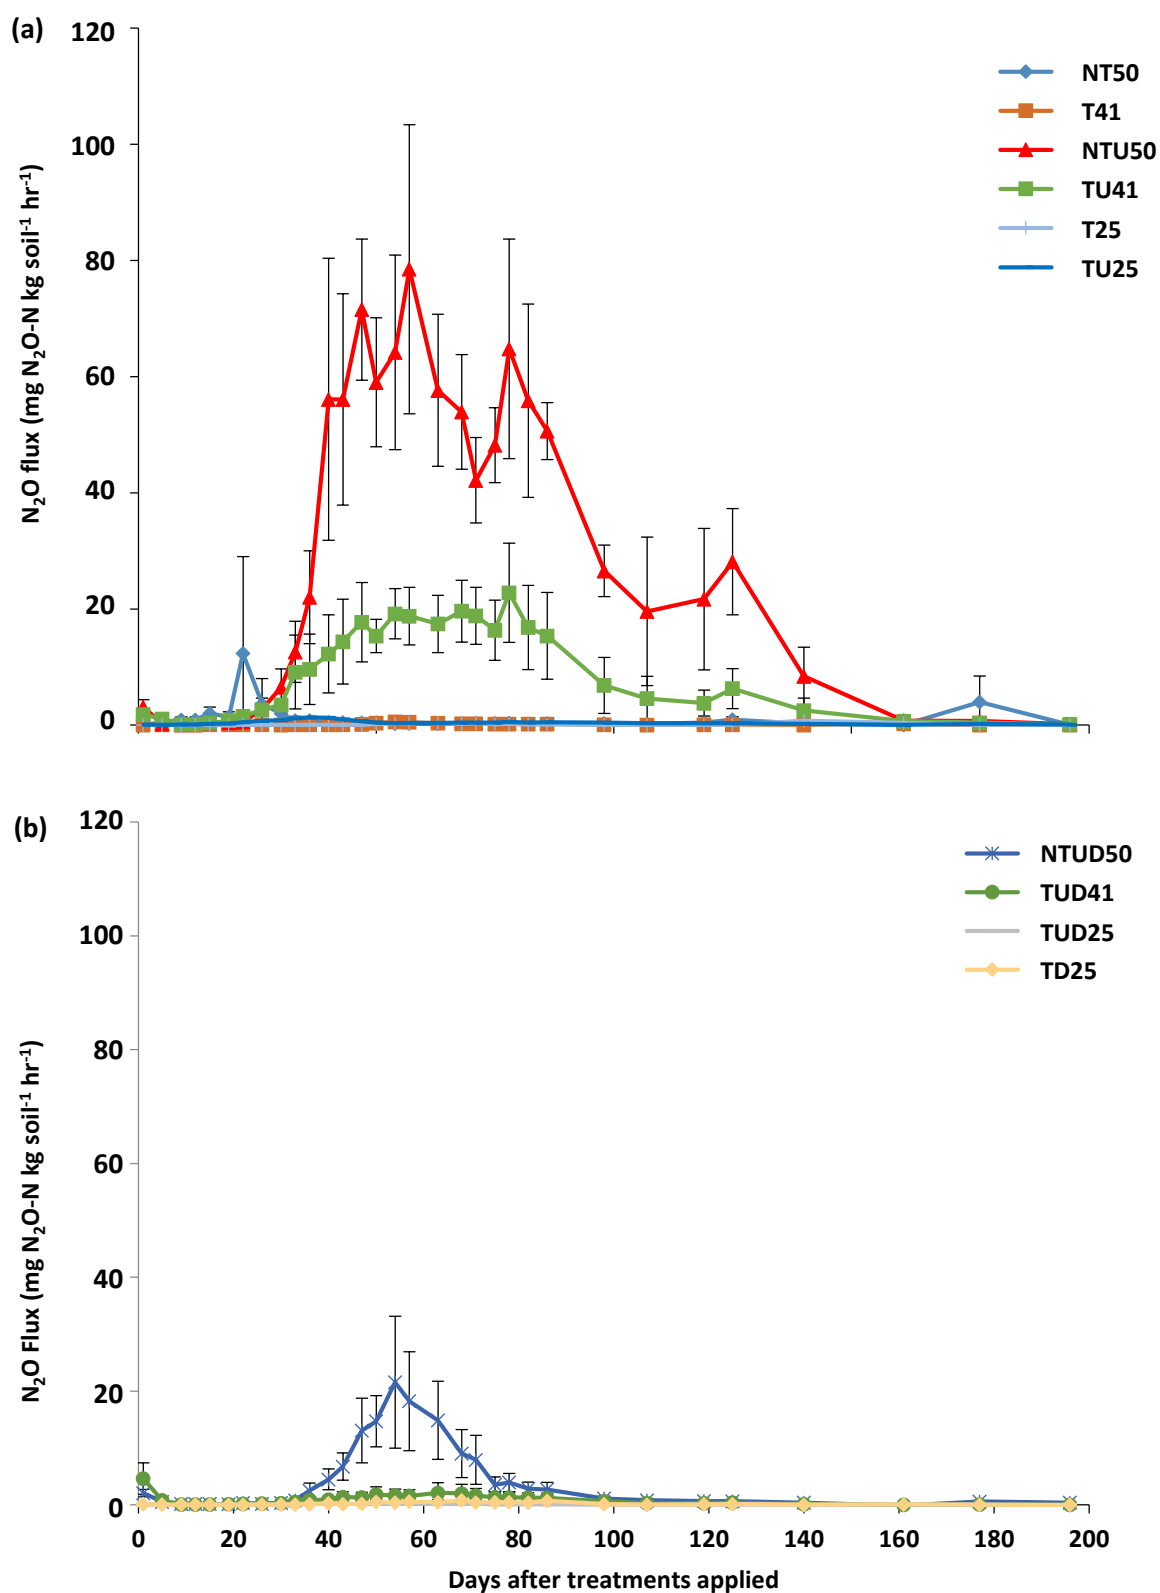 (a)
120
100
80
60
40
20
0
N₂O flux (mg N₂O-N kg soil⁻¹ hr⁻¹)
NT50
T41
NTU50
TU41
T25
TU25
(b)
120
100
80
60
40
20
0
N₂O Flux (mg N₂O-N kg soil⁻¹ hr⁻¹)
NTUD50
TUD41
TUD25
TD25
0 20 40 60 80 100 120 140 160 180 200
Days after treatments applied